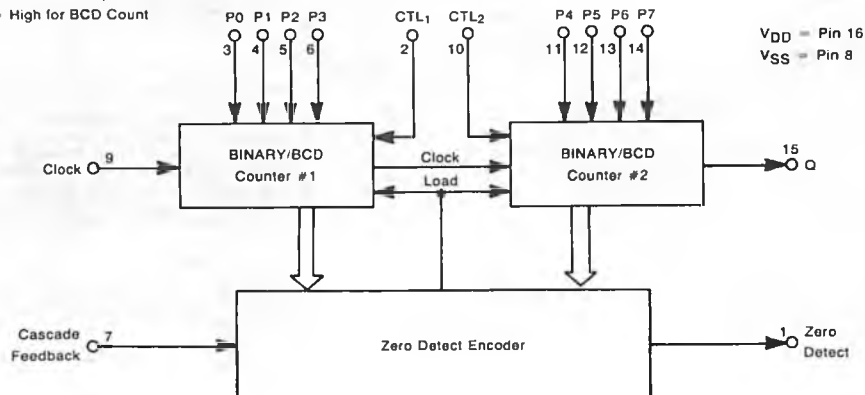 High for BCD Count
P0 P1 P2 P3 CTL1 CTL2 P4 P5 P6 P7
3 4 5 6 2 10 11 12 13 14
VDD = Pin 16
VSS = Pin 8
Clock 9
BINARY/BCD
Counter #1
Clock
Load
BINARY/BCD
Counter #2
15
Q
Cascade
Feedback
7
Zero Detect Encoder
1
Zero
Detect